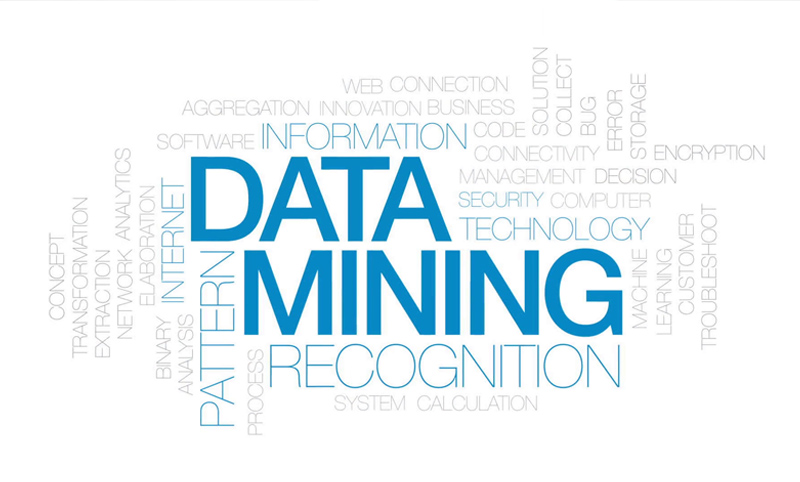 WEB CONNECTION
AGGREGATION INNOVATION BUSINESS
SOFTWARE INFORMATION CODE
SOLUTION
COLLECT
BUG
ERROR
STORAGE
CONNECTIVITY ENCRYPTION
MANAGEMENT DECISION
SECURITY COMPUTER
TECHNOLOGY
DATA
MINING
RECOGNITION
SYSTEM CALCULATION
CONCEPT
TRANSFORMATION
EXTRACTION
NETWORK ANALYTICS
ELABORATION
BINARY
INTERNET
ANALYSIS
PATTERN
PROCESS
MACHINE
LEARNING
CUSTOMER
TROUBLESHOOT